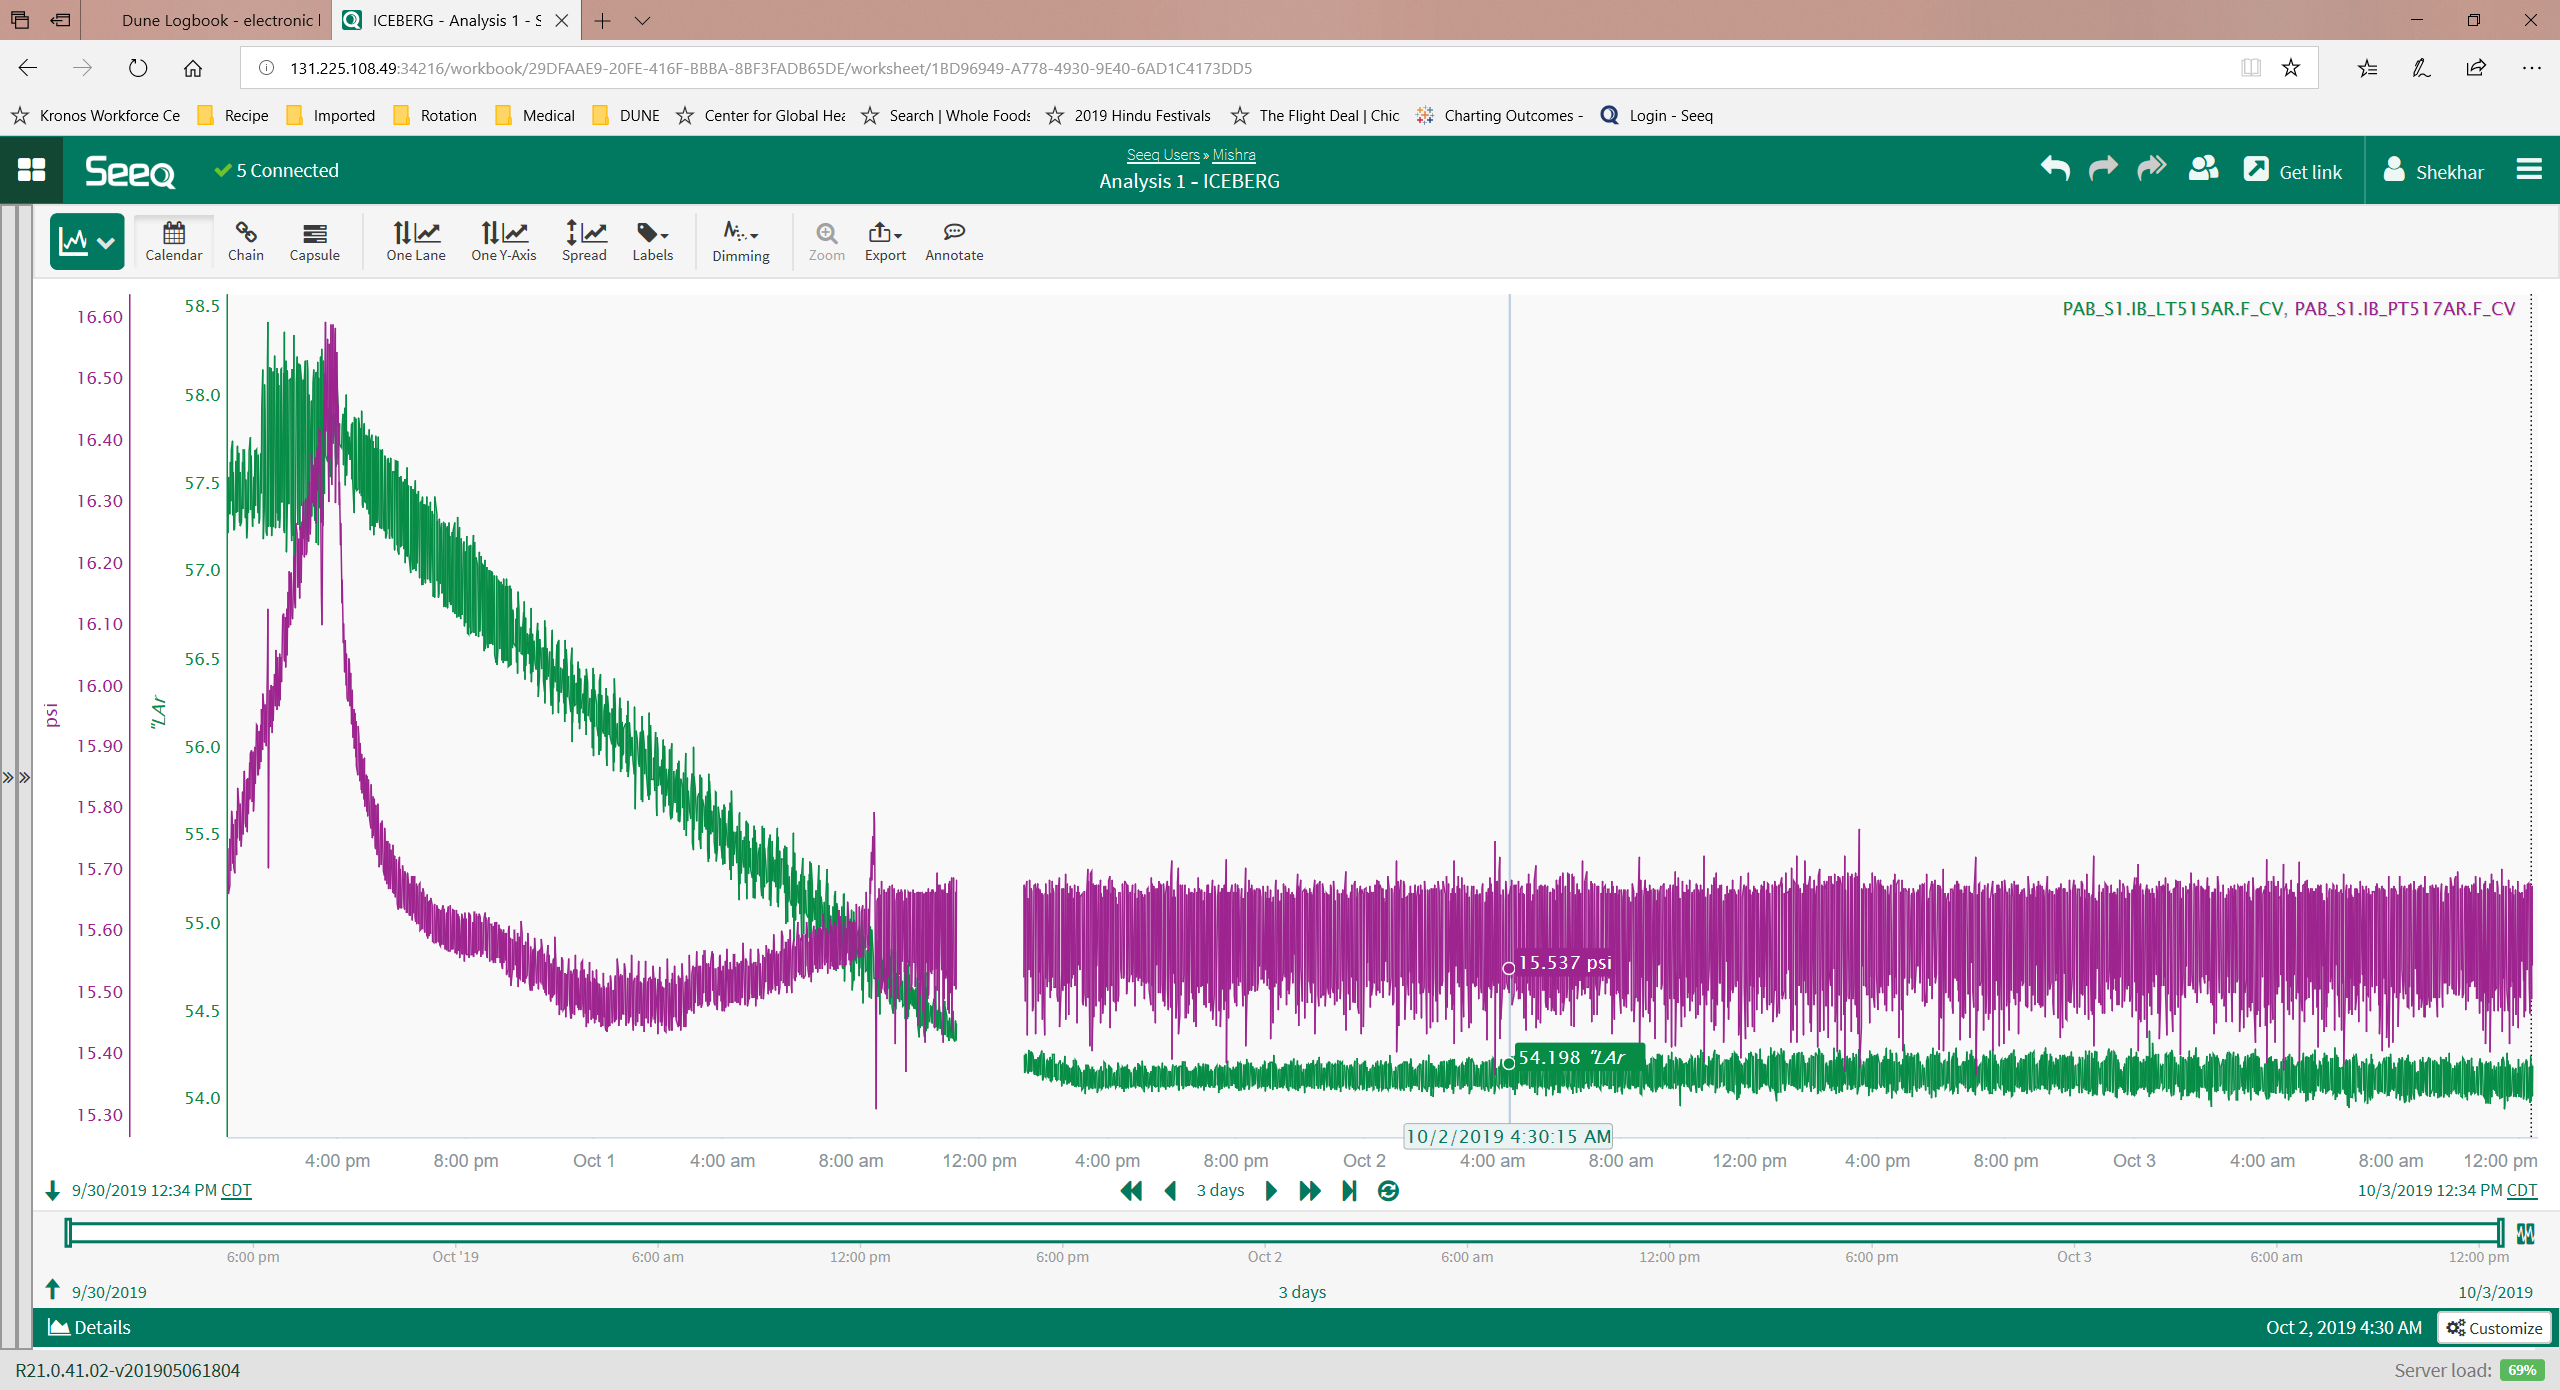 Dune Logbook - electronic l
ICEBERG - Analysis 1 - S
131.225.108.49:34216/workbook/29DFAAE9-20FE-416F-BBBA-8BF3FADB65DE/worksheet/1BD96949-A778-4930-9E40-6AD1C4173DD5
Kronos Workforce Ce Recipe Imported Rotation Medical DUNE Center for Global Hea Search | Whole Foods 2019 Hindu Festivals The Flight Deal | Chic Charting Outcomes - Login - Seeq
Seeq 5 Connected
Seeq Users » Mishra
Analysis 1 - ICEBERG
Get link Shekhar
Calendar Chain Capsule One Lane One Y-Axis Spread Labels Dimming Zoom Export Annotate
PAB_S1.IB_LT515AR.F_CV, PAB_S1.IB_PT517AR.F_CV
psi
16.60
16.50
16.40
16.30
16.20
16.10
16.00
15.90
15.80
15.70
15.60
15.50
15.40
15.30
"LAr
58.5
58.0
57.5
57.0
56.5
56.0
55.5
55.0
54.5
54.0
15.537 psi
54.198 "LAr
10/2/2019 4:30:15 AM
4:00 pm 8:00 pm Oct 1 4:00 am 8:00 am 12:00 pm 4:00 pm 8:00 pm Oct 2 4:00 am 8:00 am 12:00 pm 4:00 pm 8:00 pm Oct 3 4:00 am 8:00 am 12:00 pm
9/30/2019 12:34 PM CDT 3 days 10/3/2019 12:34 PM CDT
6:00 pm Oct '19 6:00 am 12:00 pm 6:00 pm Oct 2 6:00 am 12:00 pm 6:00 pm Oct 3 6:00 am 12:00 pm
9/30/2019 3 days 10/3/2019
Details Oct 2, 2019 4:30 AM Customize
R21.0.41.02-v201905061804 Server load: 69%